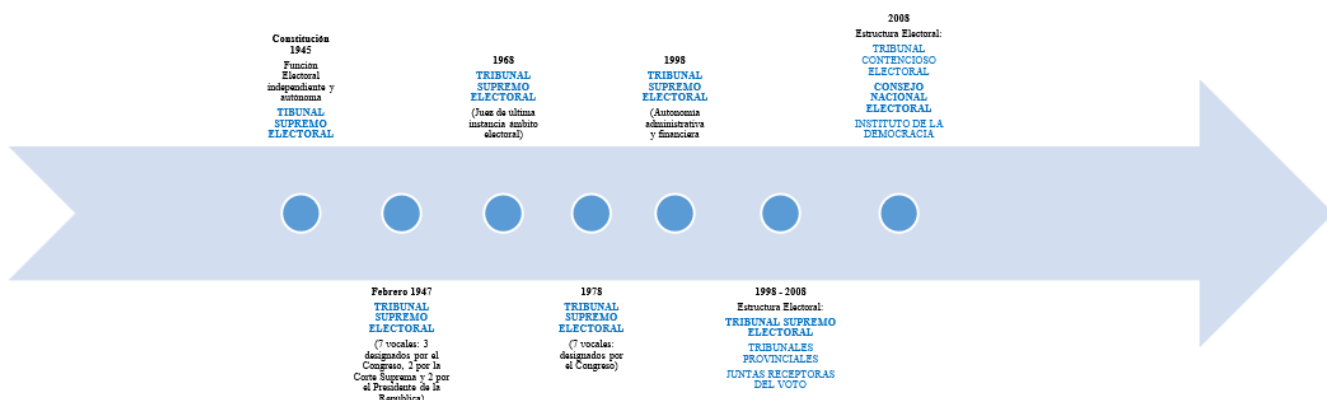 Constitución
1945
Función
Electoral
independiente y
autónoma
TIBUNAL
SUPREMO
ELECTORAL
Febrero 1947
TRIBUNAL
SUPREMO
ELECTORAL
(7 vocales: 3
designados por el
Congreso, 2 por la
Corte Suprema y 2 por
el Presidente de la
República)
1968
TRIBUNAL
SUPREMO
ELECTORAL
(Juez de ultima
instancia ámbito
electoral)
1978
TRIBUNAL
SUPREMO
ELECTORAL
(7 vocales:
designados por
el Congreso)
1998
TRIBUNAL
SUPREMO
ELECTORAL
(Autonomía
administrativa
y financiera
1998 - 2008
Estructura Electoral:
TRIBUNAL SUPREMO
ELECTORAL
TRIBUNALES
PROVINCIALES
JUNTAS RECEPTORAS
DEL VOTO
2008
Estructura Electoral:
TRIBUNAL
CONTENCIOSO
ELECTORAL
CONSEJO
NACIONAL
ELECTORAL
INSTITUTO DE LA
DEMOCRACIA